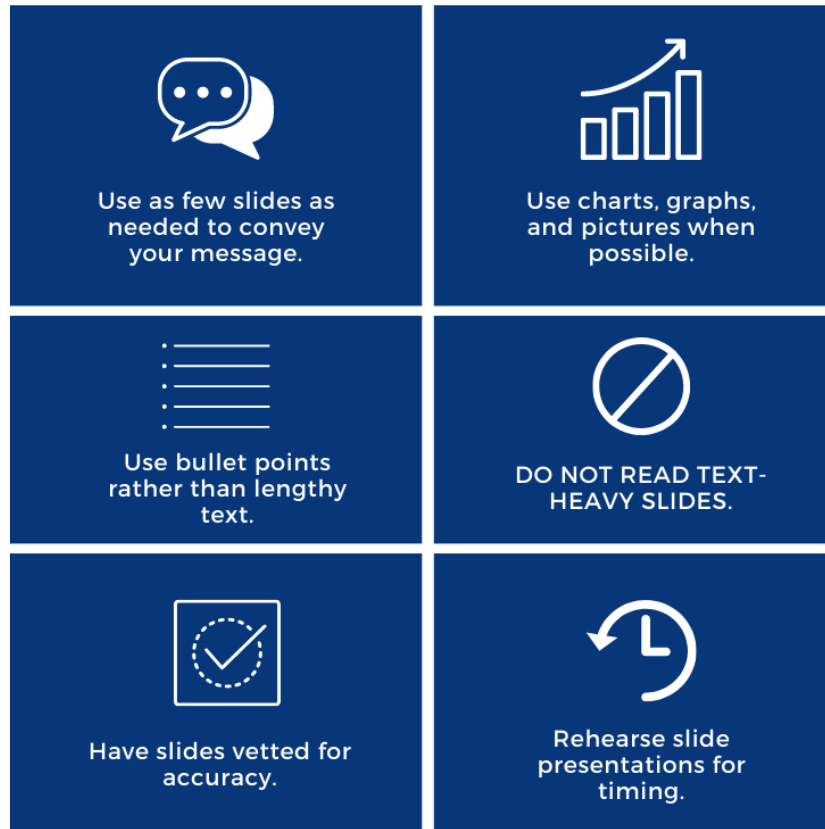 Use as few slides as
needed to convey
your message.
Use charts, graphs,
and pictures when
possible.
Use bullet points
rather than lengthy
text.
DO NOT READ TEXT-
HEAVY SLIDES.
Have slides vetted for
accuracy.
Rehearse slide
presentations for
timing.